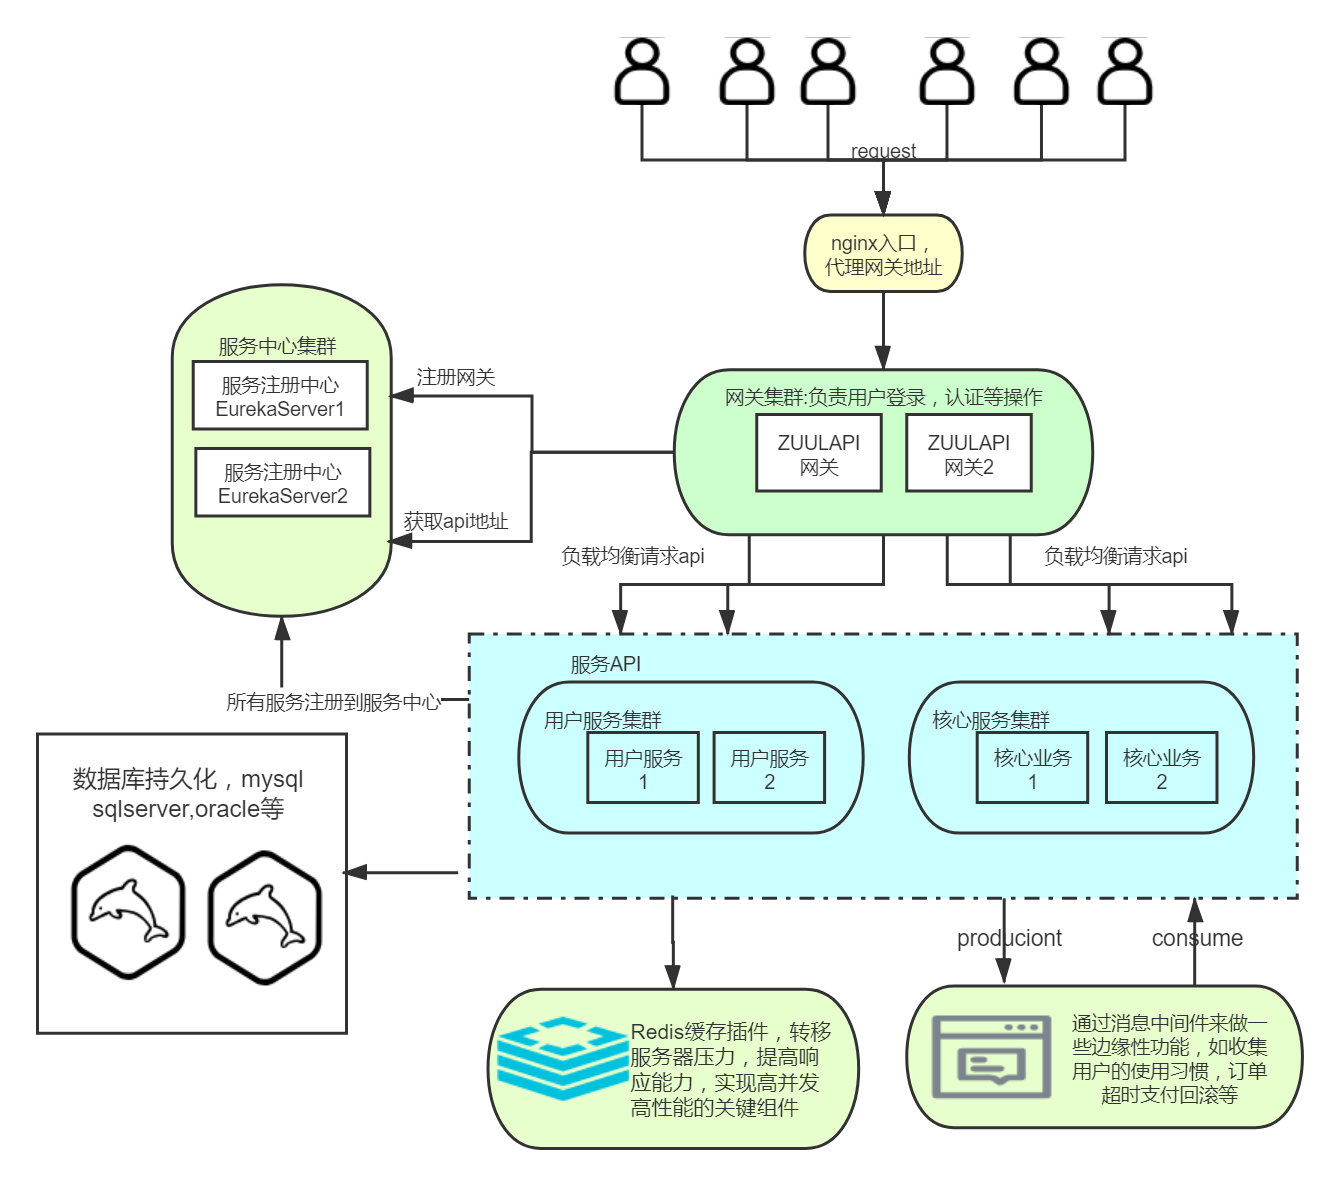 request
nginx入口，
代理网关地址
服务中心集群
服务注册中心
EurekaServer1
服务注册中心
EurekaServer2
注册网关
获取api地址
网关集群:负责用户登录，认证等操作
ZUULAPI
网关
ZUULAPI
网关2
负载均衡请求api
负载均衡请求api
服务API
所有服务注册到服务中心
用户服务集群
用户服务
1
用户服务
2
核心服务集群
核心业务
1
核心业务
2
数据库持久化，mysql
sqlserver,oracle等
produciont
consume
Redis缓存插件，转移
服务器压力，提高响
应能力，实现高并发
高性能的关键组件
通过消息中间件来做一
些边缘性功能，如收集
用户的使用习惯，订单
超时支付回滚等